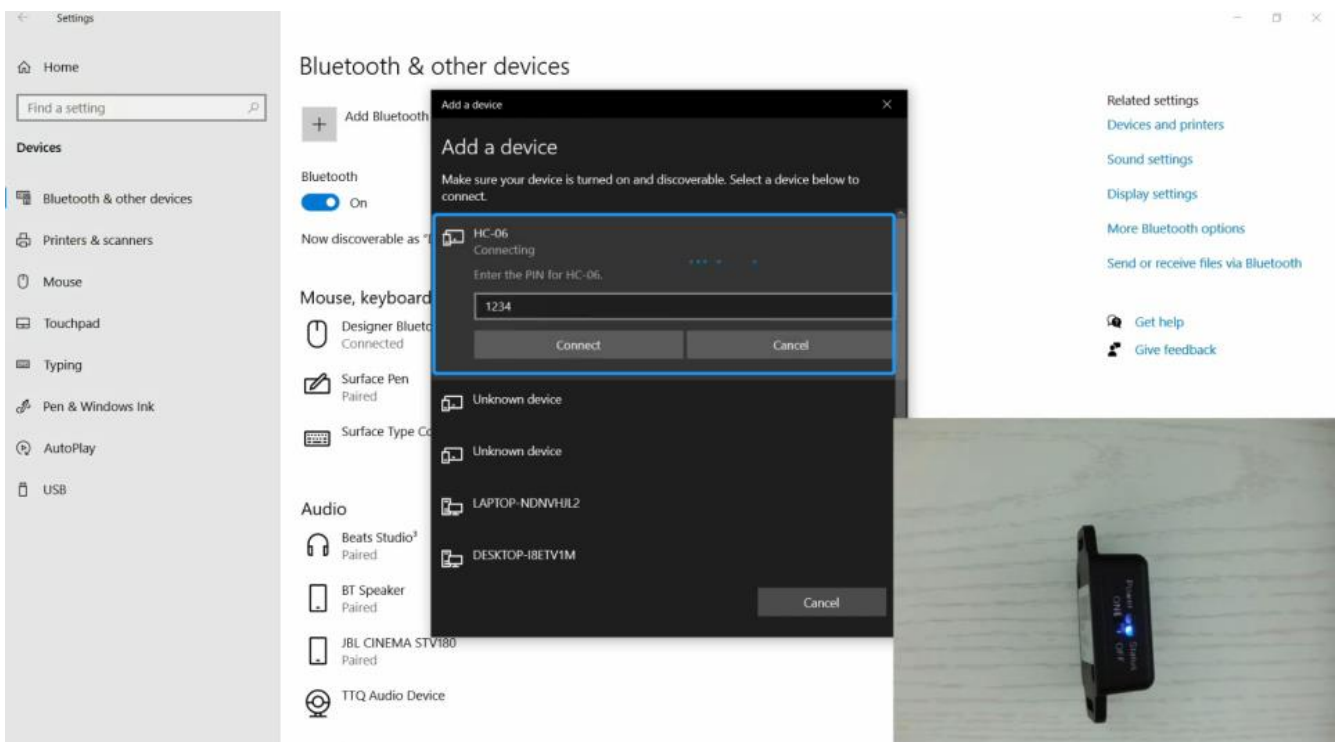 Settings
Home
Find a setting
Devices
Bluetooth & other devices
Printers & scanners
Mouse
Touchpad
Typing
Pen & Windows Ink
AutoPlay
USB
Bluetooth & other devices
Add Bluetooth
Bluetooth
On
Now discoverable as
Mouse, keyboard
Designer Blueto
Connected
Surface Pen
Paired
Surface Type Co
Audio
Beats Studio³
Paired
BT Speaker
Paired
JBL CINEMA STV180
Paired
TTQ Audio Device
Add a device
Add a device
Make sure your device is turned on and discoverable. Select a device below to
connect.
HC-06
Connecting
Enter the PIN for HC-06.
1234
Connect
Cancel
Unknown device
Unknown device
LAPTOP-NDNVHJL2
DESKTOP-I8ETV1M
Cancel
Related settings
Devices and printers
Sound settings
Display settings
More Bluetooth options
Send or receive files via Bluetooth
Get help
Give feedback
Power Status
ONE OFF